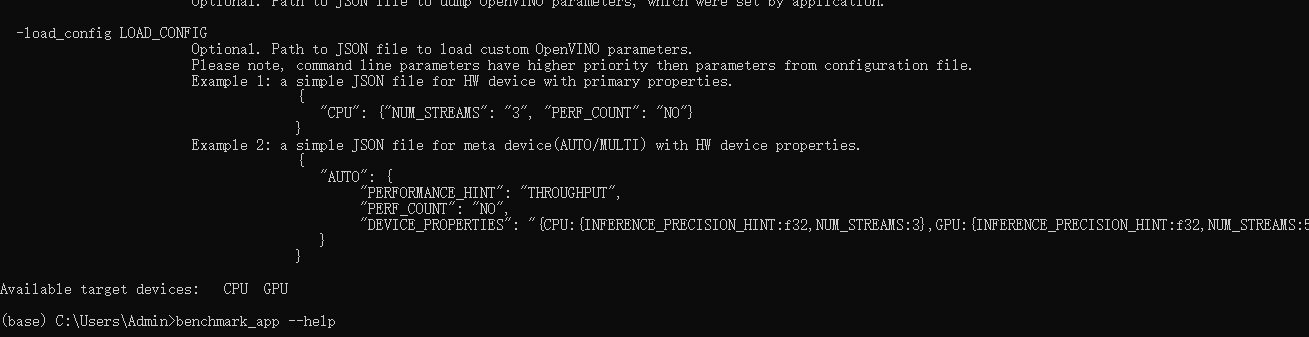 Optional. Path to JSON file to dump OpenVINO parameters, which were set by application.
-load_config LOAD_CONFIG
Optional. Path to JSON file to load custom OpenVINO parameters.
Please note, command line parameters have higher priority then parameters from configuration file.
Example 1: a simple JSON file for HW device with primary properties.
{
"CPU": {"NUM_STREAMS": "3", "PERF_COUNT": "NO"}
}
Example 2: a simple JSON file for meta device(AUTO/MULTI) with HW device properties.
{
"AUTO": {
"PERFORMANCE_HINT": "THROUGHPUT",
"PERF_COUNT": "NO",
"DEVICE_PROPERTIES": "{CPU:{INFERENCE_PRECISION_HINT:f32,NUM_STREAMS:3},GPU:{INFERENCE_PRECISION_HINT:f32,NUM_STREAMS:5
}
}
Available target devices:   CPU  GPU
(base) C:\Users\Admin>benchmark_app --help